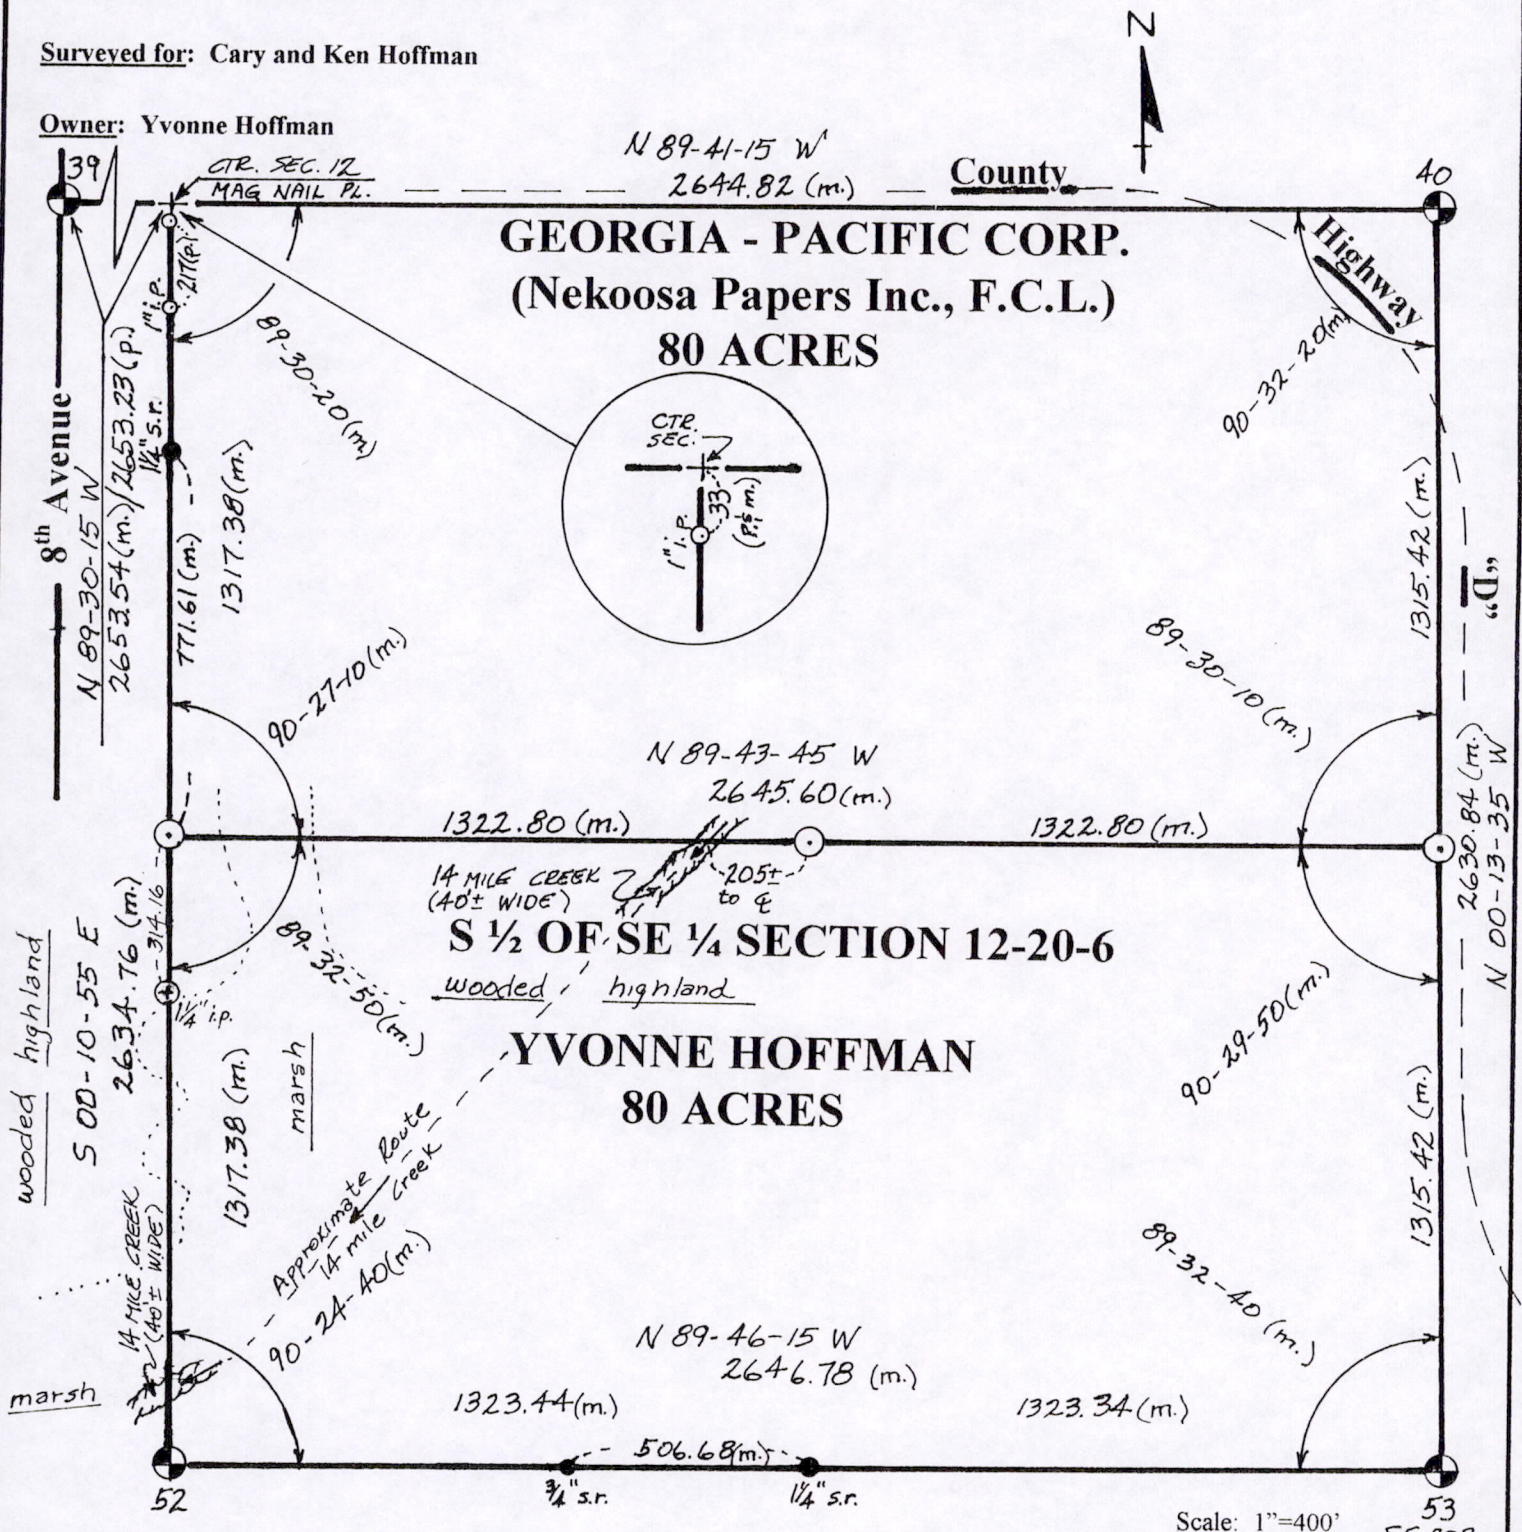 Surveyed for: Cary and Ken Hoffman
Owner: Yvonne Hoffman
N
39
CTR. SEC. 12
MAG NAIL PL.
N 89-41-15 W
2644.82 (m.)
County
40
Highway
GEORGIA - PACIFIC CORP.
(Nekoosa Papers Inc., F.C.L.)
80 ACRES
217(p.)
1" i.p.
89-30-20(m)
90-32-20(m)
8th Avenue
N 89-30-15 W
2653.54 (m.)/2653.23 (p.)
1¼" s.r.
1317.38(m.)
771.61 (m.)
CTR.
SEC.
33
(p.&m.)
1" i.p.
1315.42 (m.)
"D"
90-27-10(m.)
89-30-10(m.)
N 89-43-45 W
2645.60(m.)
1322.80 (m.)
1322.80 (m.)
2630.84 (m.)
N 00-13-35 W
14 MILE CREEK
(40'± WIDE)
205±
to ℄
S ½ OF SE ¼ SECTION 12-20-6
wooded highland
YVONNE HOFFMAN
80 ACRES
314.16
1¼" i.p.
89-32-50(m.)
90-29-50(m.)
wooded highland
S 00-10-55 E
2634.76 (m.)
1317.38 (m.)
marsh
1315.42 (m.)
Approximate Route
14 mile Creek
90-24-40(m.)
89-32-40 (m.)
14 MILE CREEK
(40'± WIDE)
marsh
N 89-46-15 W
2646.78 (m.)
1323.44(m.)
1323.34(m.)
506.68(m.)
52
¾" s.r.
1¼" s.r.
53
Scale: 1"=400'